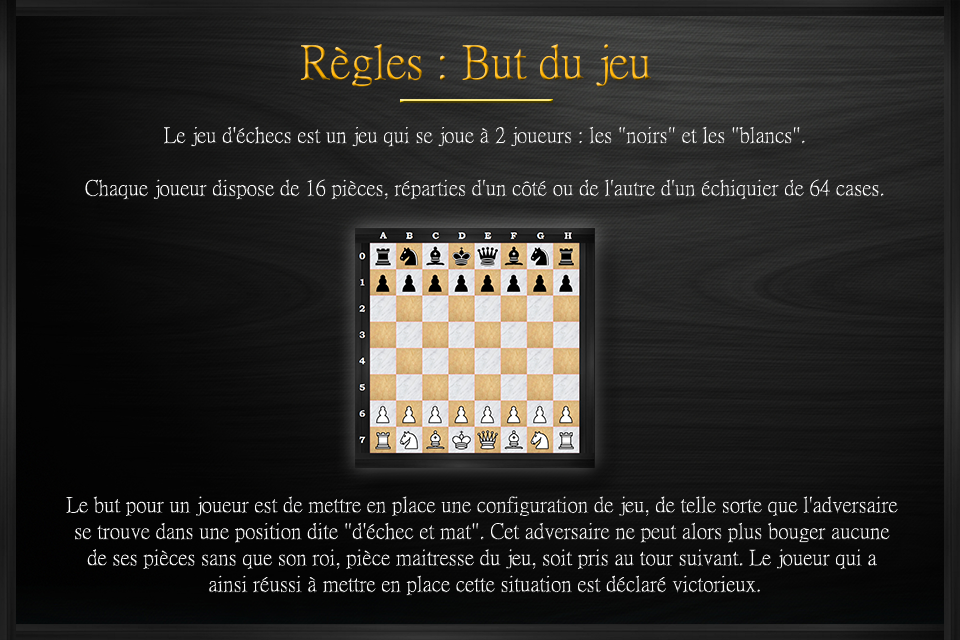 Règles : But du jeu
Le jeu d'échecs est un jeu qui se joue à 2 joueurs : les "noirs" et les "blancs".
Chaque joueur dispose de 16 pièces, réparties d'un côté ou de l'autre d'un échiquier de 64 cases.
A B C D E F G H
0
1
2
3
4
5
6
7
Le but pour un joueur est de mettre en place une configuration de jeu, de telle sorte que l'adversaire
se trouve dans une position dite "d'échec et mat". Cet adversaire ne peut alors plus bouger aucune
de ses pièces sans que son roi, pièce maitresse du jeu, soit pris au tour suivant. Le joueur qui a
ainsi réussi à mettre en place cette situation est déclaré victorieux.